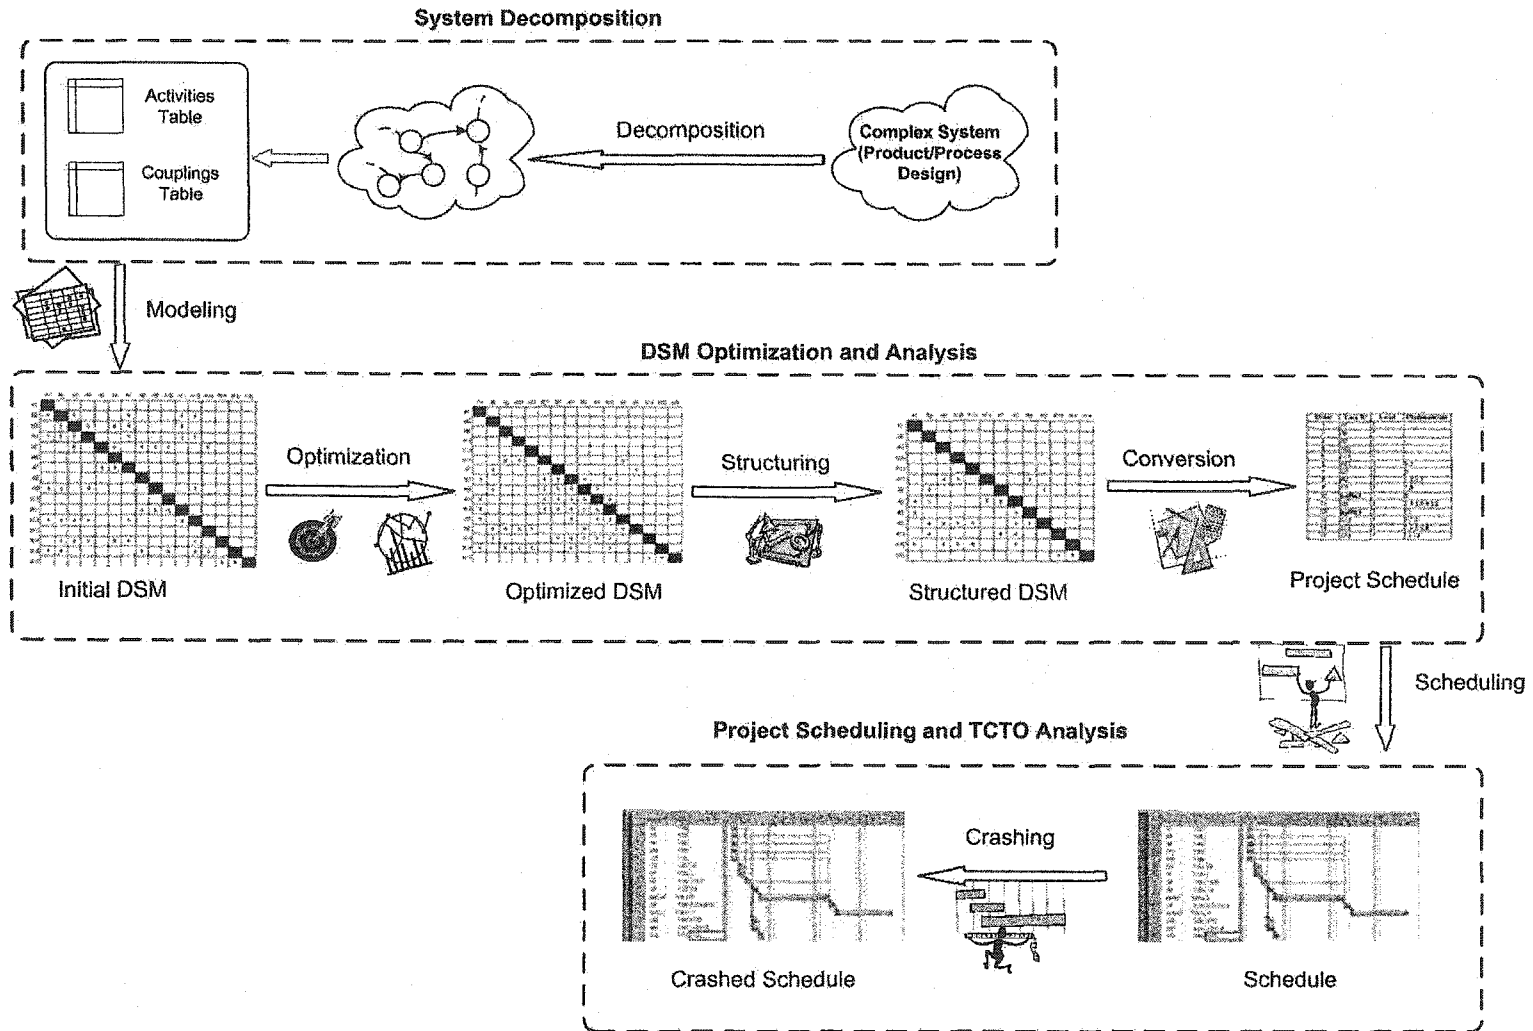 System Decomposition
Activities
Table
Couplings
Table
Decomposition
Complex System
(Product/Process
Design)
Modeling
DSM Optimization and Analysis
Optimization
Structuring
Conversion
Initial DSM
Optimized DSM
Structured DSM
Project Schedule
Scheduling
Project Scheduling and TCTO Analysis
Crashing
Crashed Schedule
Schedule